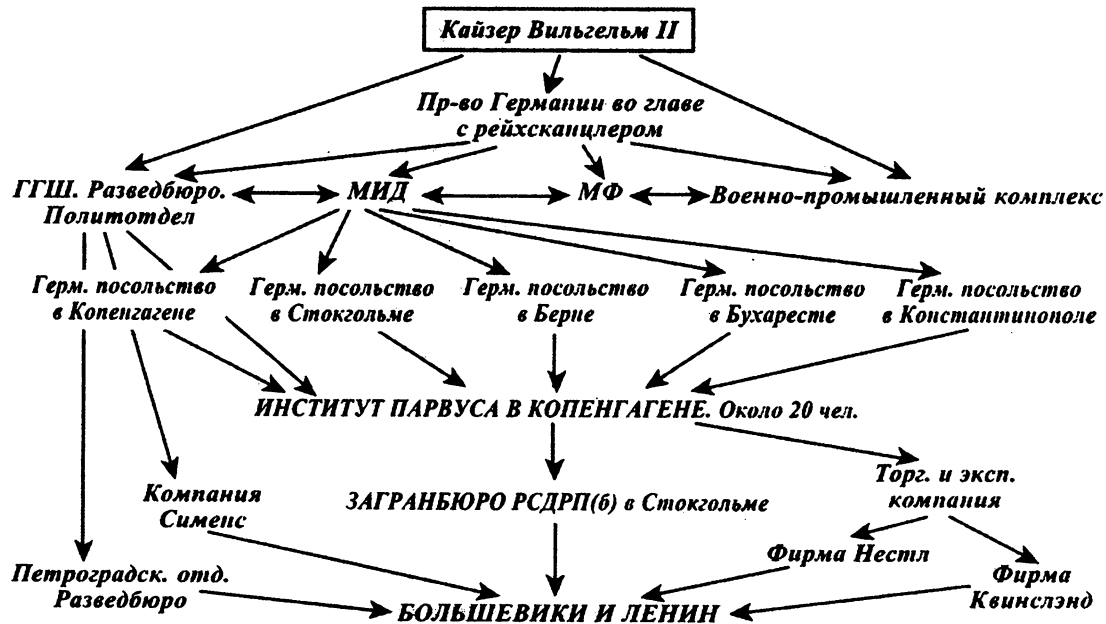 Кайзер Вильгельм II
Пр-во Германии во главе
с рейхсканцлером
ГГШ. Разведбюро.
Политотдел
МИД
МФ
Военно-промышленный комплекс
Герм. посольство
в Копенгагене
Герм. посольство
в Стокгольме
Герм. посольство
в Берне
Герм. посольство
в Бухаресте
Герм. посольство
в Константинополе
ИНСТИТУТ ПАРВУСА В КОПЕНГАГЕНЕ. Около 20 чел.
Компания
Сименс
ЗАГРАНБЮРО РСДРП(б) в Стокгольме
Торг. и эксп.
компания
Фирма Нестл
Петроградск. отд.
Разведбюро
Фирма
Квинслэнд
БОЛЬШЕВИКИ И ЛЕНИН